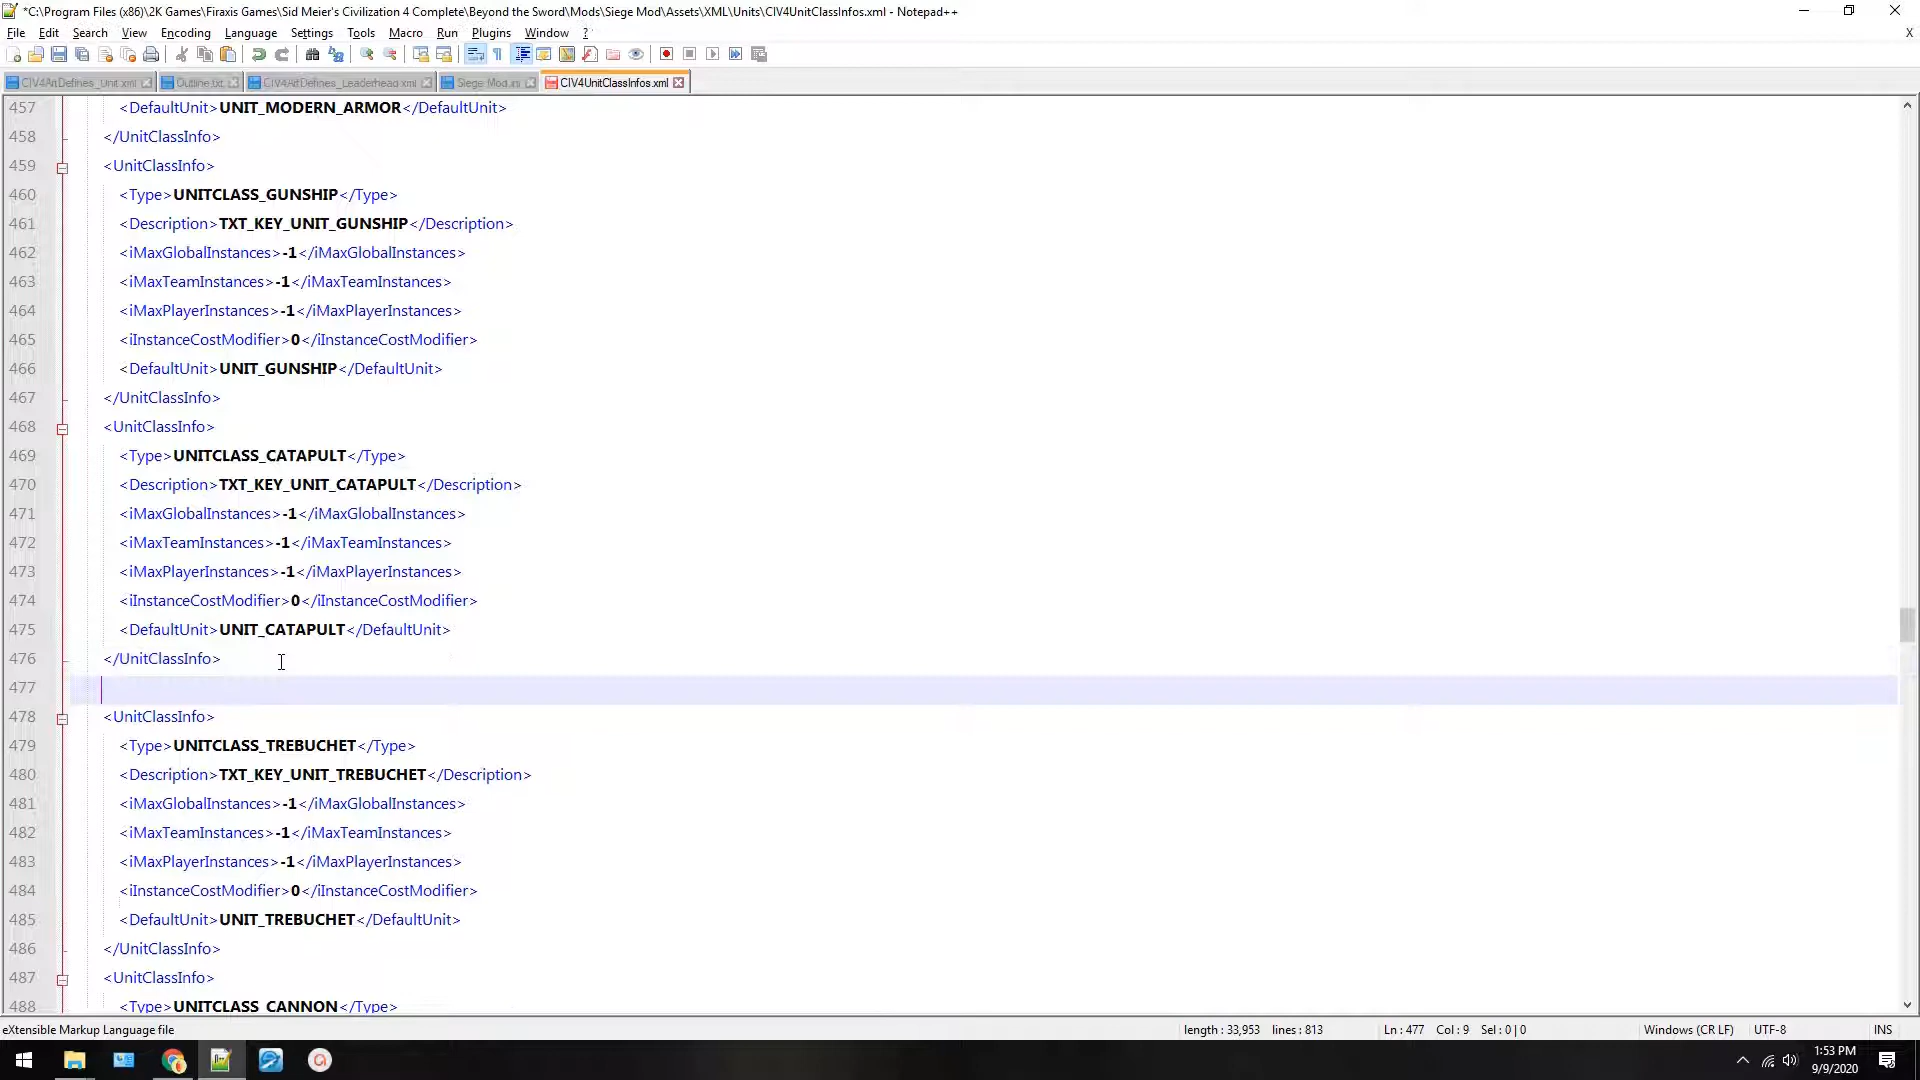 *C:\Program Files (x86)\2K Games\Firaxis Games\Sid Meier's Civilization 4 Complete\Beyond the Sword\Mods\Siege Mod\Assets\XML\Units\CIV4UnitClassInfos.xml - Notepad++
File Edit Search View Encoding Language Settings Tools Macro Run Plugins Window ? X
CIV4ArtDefines_Unit.xml Outline.txt CIV4ArtDefines_Leaderhead.xml Siege Mod.ini CIV4UnitClassInfos.xml
457 <DefaultUnit>UNIT_MODERN_ARMOR</DefaultUnit>
458 </UnitClassInfo>
459 <UnitClassInfo>
460 <Type>UNITCLASS_GUNSHIP</Type>
461 <Description>TXT_KEY_UNIT_GUNSHIP</Description>
462 <iMaxGlobalInstances>-1</iMaxGlobalInstances>
463 <iMaxTeamInstances>-1</iMaxTeamInstances>
464 <iMaxPlayerInstances>-1</iMaxPlayerInstances>
465 <iInstanceCostModifier>0</iInstanceCostModifier>
466 <DefaultUnit>UNIT_GUNSHIP</DefaultUnit>
467 </UnitClassInfo>
468 <UnitClassInfo>
469 <Type>UNITCLASS_CATAPULT</Type>
470 <Description>TXT_KEY_UNIT_CATAPULT</Description>
471 <iMaxGlobalInstances>-1</iMaxGlobalInstances>
472 <iMaxTeamInstances>-1</iMaxTeamInstances>
473 <iMaxPlayerInstances>-1</iMaxPlayerInstances>
474 <iInstanceCostModifier>0</iInstanceCostModifier>
475 <DefaultUnit>UNIT_CATAPULT</DefaultUnit>
476 </UnitClassInfo>
477
478 <UnitClassInfo>
479 <Type>UNITCLASS_TREBUCHET</Type>
480 <Description>TXT_KEY_UNIT_TREBUCHET</Description>
481 <iMaxGlobalInstances>-1</iMaxGlobalInstances>
482 <iMaxTeamInstances>-1</iMaxTeamInstances>
483 <iMaxPlayerInstances>-1</iMaxPlayerInstances>
484 <iInstanceCostModifier>0</iInstanceCostModifier>
485 <DefaultUnit>UNIT_TREBUCHET</DefaultUnit>
486 </UnitClassInfo>
487 <UnitClassInfo>
488 <Type>UNITCLASS_CANNON</Type>
eXtensible Markup Language file length : 33,953 lines : 813 Ln : 477 Col : 9 Sel : 0 | 0 Windows (CR LF) UTF-8 INS
1:53 PM
9/9/2020